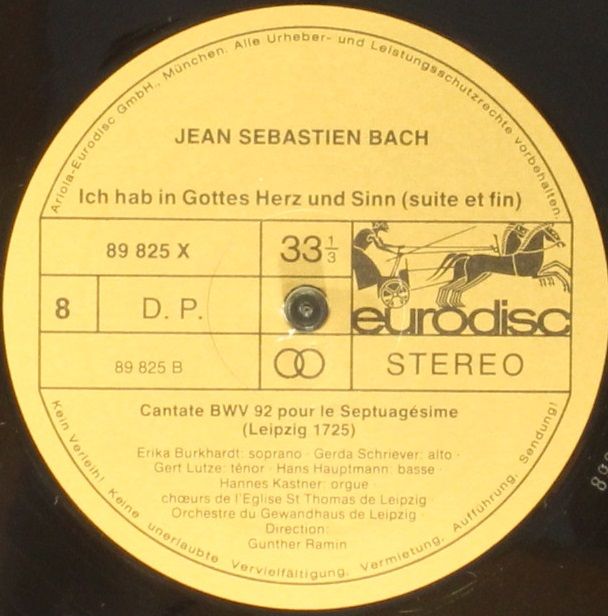 Ariola-Eurodisc GmbH., München. Alle Urheber- und Leistungsschutzrechte vorbehalten.
JEAN SEBASTIEN BACH
Ich hab in Gottes Herz und Sinn (suite et fin)
89 825 X
33 1/3
8
D. P.
eurodisc
89 825 B
STEREO
Cantate BWV 92 pour le Septuagésime
(Leipzig 1725)
Erika Burkhardt: soprano · Gerda Schriever: alto ·
Gert Lutze: ténor · Hans Hauptmann: basse ·
Hannes Kastner: orgue ·
chœurs de l'Eglise St Thomas de Leipzig ·
Orchestre du Gewandhaus de Leipzig ·
Direction:
Gunther Ramin
Kein Verleih! Keine unerlaubte Vervielfältigung, Vermietung, Aufführung, Sendung!